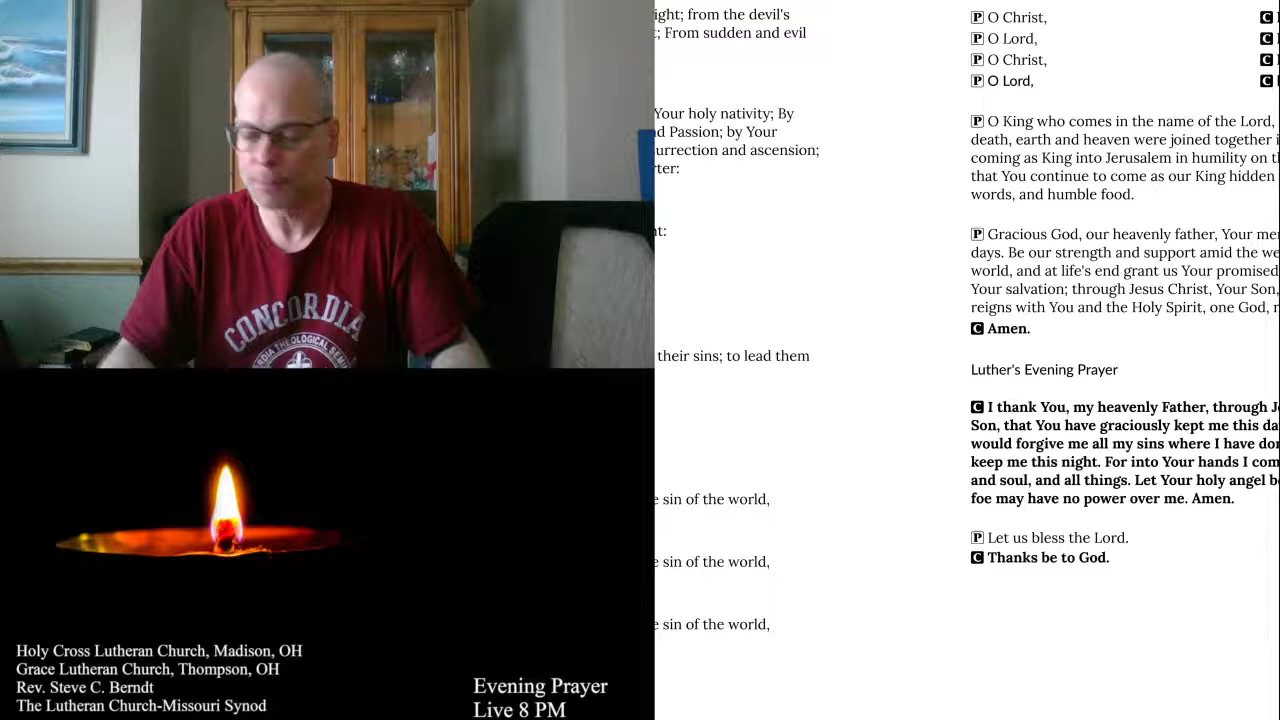 CONCORDIA
ight; from the devil's
t; From sudden and evil
Your holy nativity; By
nd Passion; by Your
surrection and ascension;
rter:
nt:
their sins; to lead them
e sin of the world,
e sin of the world,
e sin of the world,
P O Christ,
P O Lord,
P O Christ,
P O Lord,
P O King who comes in the name of the Lord,
death, earth and heaven were joined together i
coming as King into Jerusalem in humility on t
that You continue to come as our King hidden
words, and humble food.
P Gracious God, our heavenly father, Your me
days. Be our strength and support amid the we
world, and at life's end grant us Your promised
Your salvation; through Jesus Christ, Your Son,
reigns with You and the Holy Spirit, one God,
C Amen.
Luther's Evening Prayer
C I thank You, my heavenly Father, through J
Son, that You have graciously kept me this da
would forgive me all my sins where I have don
keep me this night. For into Your hands I com
and soul, and all things. Let Your holy angel b
foe may have no power over me. Amen.
P Let us bless the Lord.
C Thanks be to God.
Holy Cross Lutheran Church, Madison, OH
Grace Lutheran Church, Thompson, OH
Rev. Steve C. Berndt
The Lutheran Church-Missouri Synod
Evening Prayer
Live 8 PM